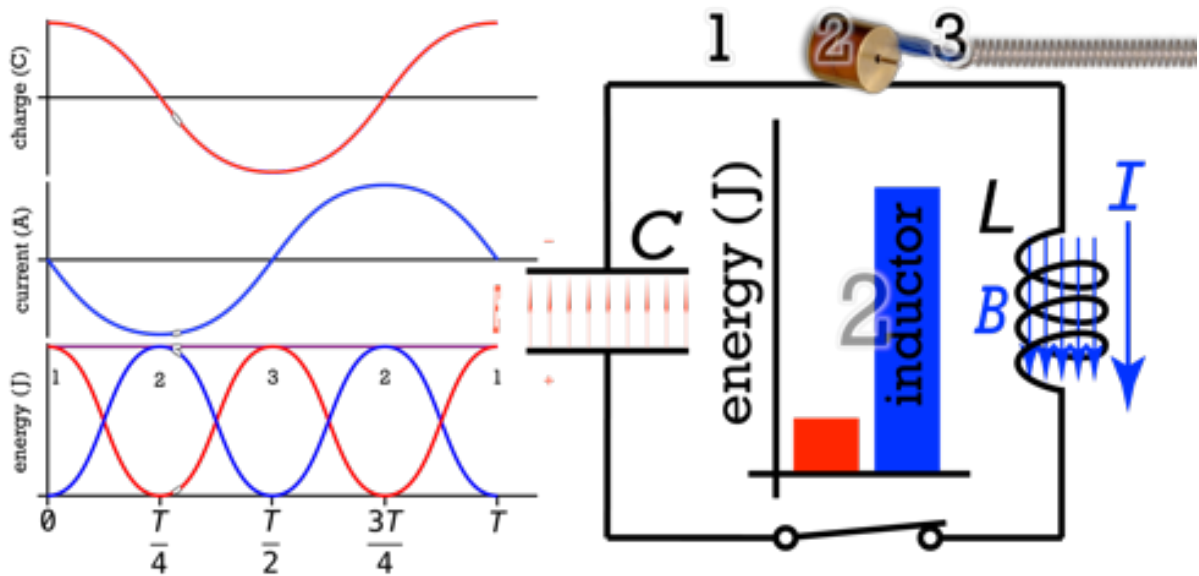 charge (C)
current (A)
energy (J)
1 2 3 2 1
0 T/4 T/2 3T/4 T
1 2 3
C
energy (J)
2
inductor
L
B
I
-
+